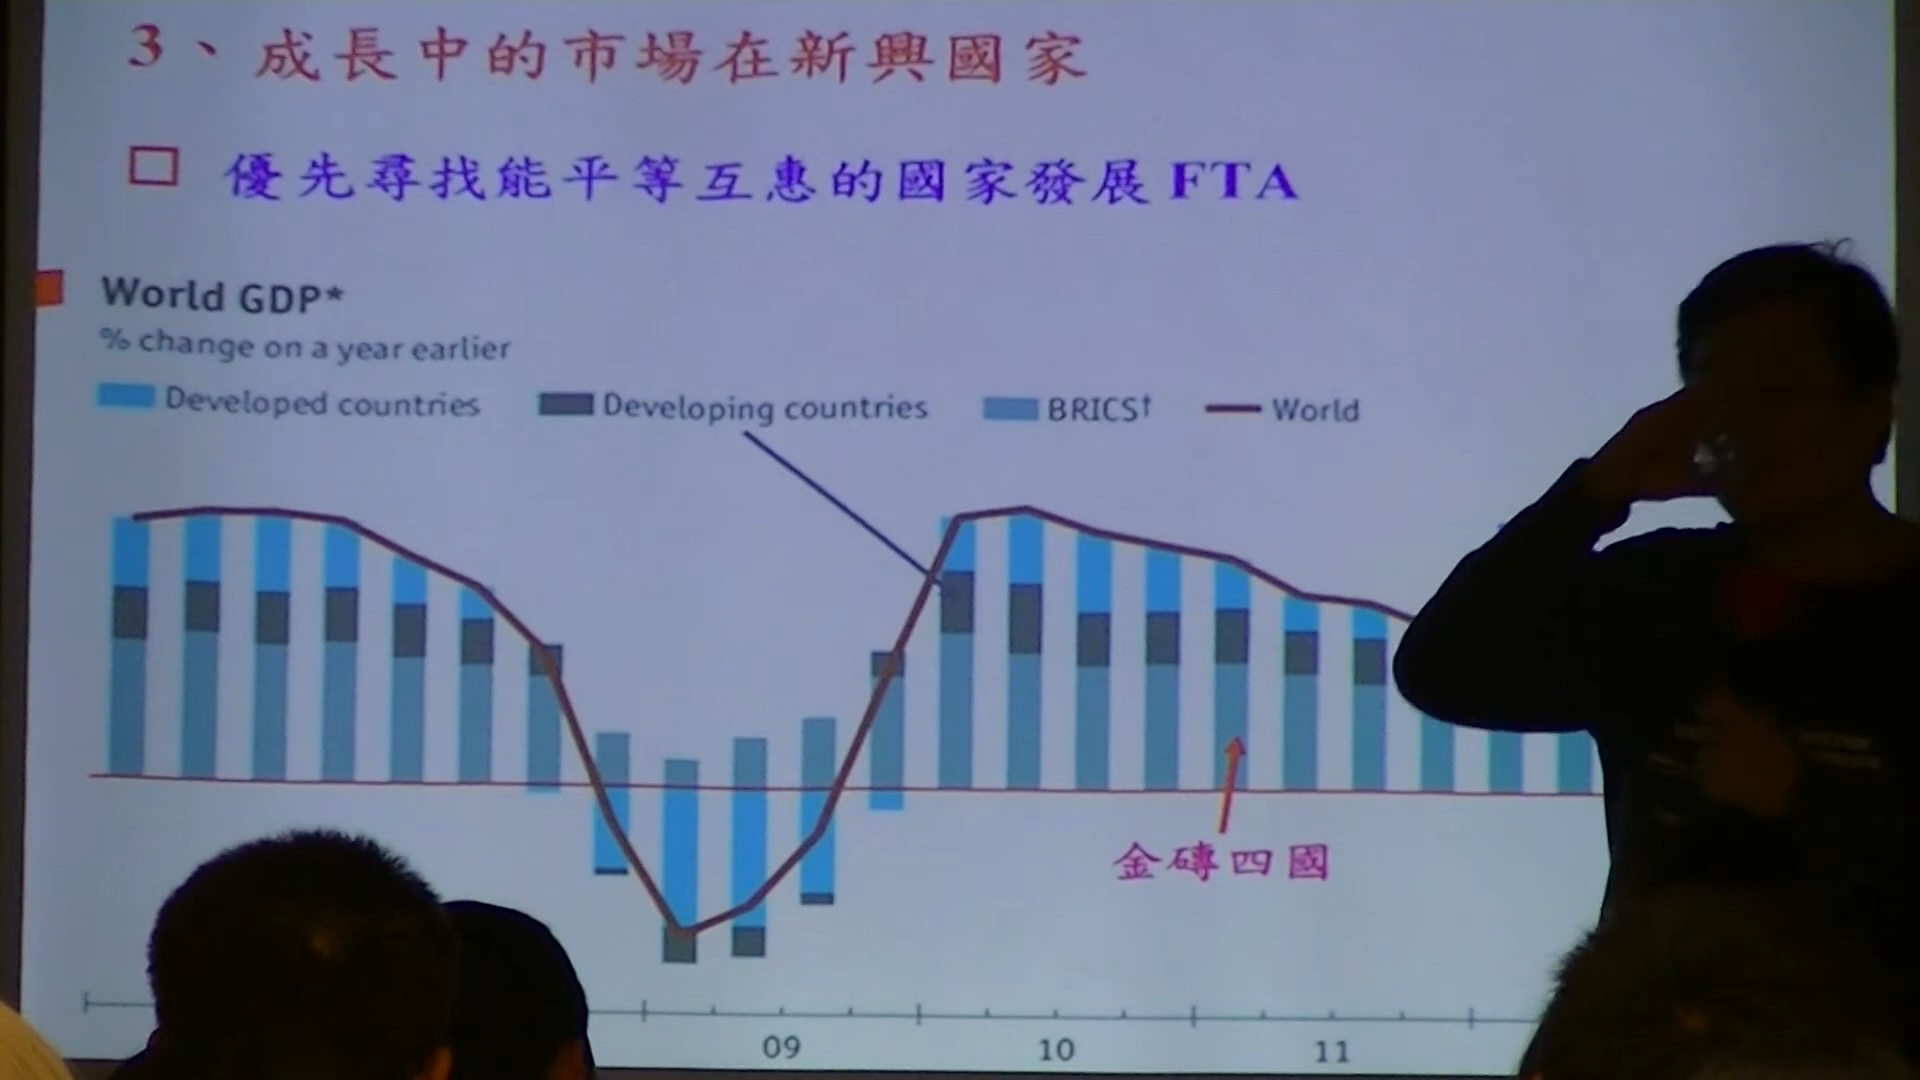 3、成長中的市場在新興國家
優先尋找能平等互惠的國家發展FTA
World GDP*
% change on a year earlier
Developed countries Developing countries BRICS† World
金磚四國
09 10 11